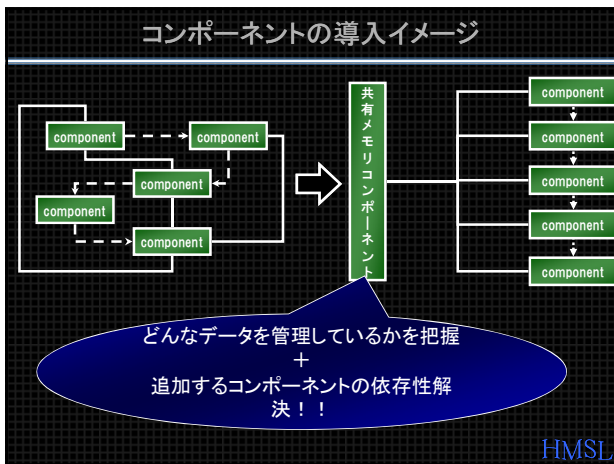 コンポーネントの導入イメージ
component
component
component
component
component
共有メモリコンポーネント
component
component
component
component
component
どんなデータを管理しているかを把握
＋
追加するコンポーネントの依存性解
決！！
HMSL